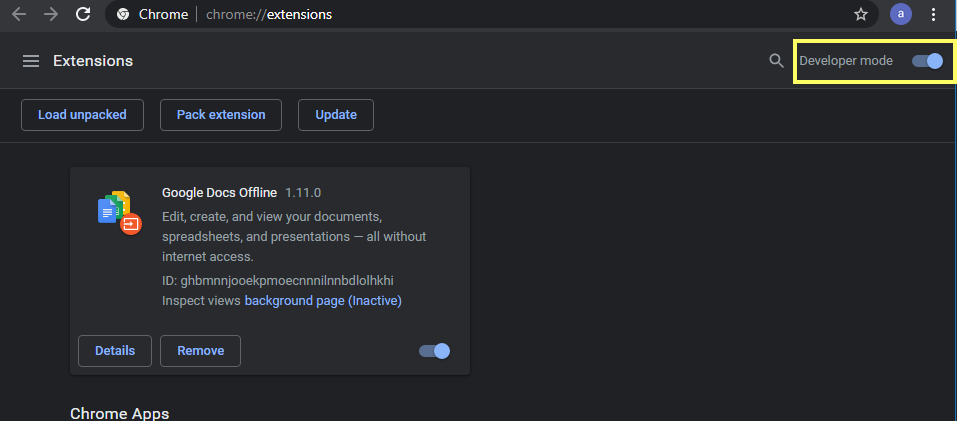 Chrome | chrome://extensions
a
Extensions
Developer mode
Load unpacked
Pack extension
Update
Google Docs Offline 1.11.0
Edit, create, and view your documents,
spreadsheets, and presentations — all without
internet access.
ID: ghbmnnjooekpmoecnnnilnnbdlolhkhi
Inspect views background page (Inactive)
Details
Remove
Chrome Apps